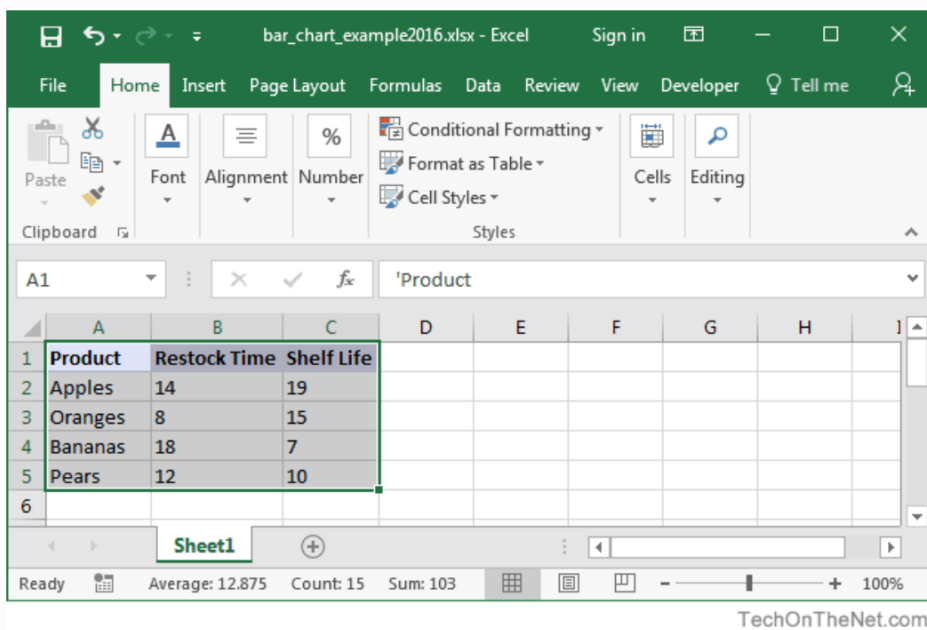 bar_chart_example2016.xlsx - Excel Sign in
File Home Insert Page Layout Formulas Data Review View Developer Tell me
Paste
Clipboard
A
Font
Alignment
%
Number
Conditional Formatting
Format as Table
Cell Styles
Styles
Cells
Editing
A1 fx 'Product
A B C D E F G H I
1 Product Restock Time Shelf Life
2 Apples 14 19
3 Oranges 8 15
4 Bananas 18 7
5 Pears 12 10
6
Sheet1
Ready Average: 12.875 Count: 15 Sum: 103 100%
TechOnTheNet.com